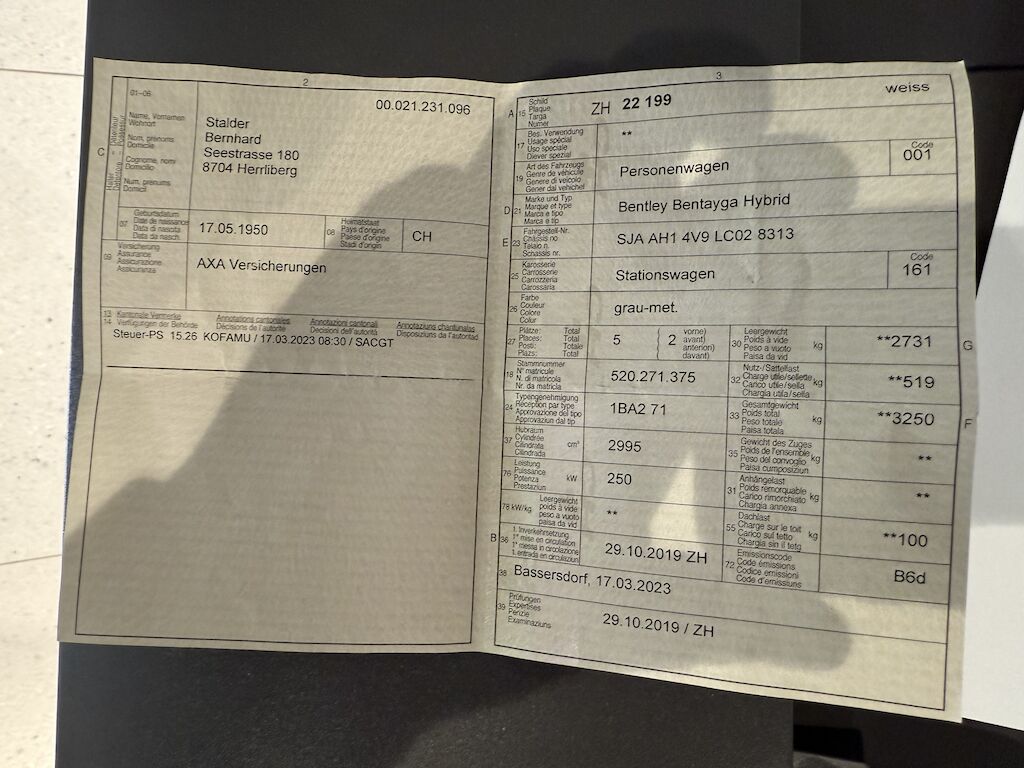 2
00.021.231.096
01–06
C
Halter – Détenteur
Detentore – Possessur
Name, Vornamen
Wohnort
Nom, prénoms
Domicile
Cognome, nomi
Domicilio
Num, prenums
Domicil
Stalder
Bernhard
Seestrasse 180
8704 Herrliberg
07
Geburtsdatum
Date de naissance
Data di nascita
Data da nasch.
17.05.1950
08
Heimatstaat
Pays d'origine
Paese d'origine
Stadi d'origin
CH
09
Versicherung
Assurance
Assicurazione
Assicuranza
AXA Versicherungen
13 Kantonale Vermerke Annotations cantonales Annotazioni cantonali Annotaziuns chantunalas
14 Verfügungen der Behörde Décisions de l'autorité Decisioni dell'autorità Disposiziuns da l'autoritad
Steuer-PS 15.26 KOFAMU / 17.03.2023 08:30 / SACGT
3
A 15
Schild
Plaque
Targa
Numer
ZH 22 199
weiss
17
Bes. Verwendung
Usage spécial
Uso speciale
Diever spezial
**
19
Art des Fahrzeugs
Genre de véhicule
Genere di veicolo
Gener dal vehichel
Personenwagen
Code
001
D 21
Marke und Typ
Marque et type
Marca e tipo
Marca e tip
Bentley Bentayga Hybrid
E 23
Fahrgestell-Nr.
Châssis no
Telaio n.
Schassis nr.
SJA AH1 4V9 LC02 8313
25
Karosserie
Carrosserie
Carrozzeria
Carossaria
Stationswagen
Code
161
26
Farbe
Couleur
Colore
Colur
grau-met.
27
Plätze: Total
Places: Total
Posti: Totale
Plazs: Total
5
2
vorne)
avant)
anteriori)
davant)
30
Leergewicht
Poids à vide
Peso a vuoto
Paisa da vid
kg
**2731
G
18
Stammnummer
N° matricule
N. di matricola
Nr. da matricla
520.271.375
32
Nutz-/Sattellast
Charge utile/sellette
Carico utile/sella
Chargia utila/sella
kg
**519
24
Typengenehmigung
Réception par type
Approvazione del tipo
Approvaziun dal tip
1BA2 71
33
Gesamtgewicht
Poids total
Peso totale
Paisa totala
kg
**3250
F
37
Hubraum
Cylindrée
Cilindrata
Cilindrada
cm³
2995
35
Gewicht des Zuges
Poids de l'ensemble
Peso del convoglio
Paisa cumposiziun
kg
**
76
Leistung
Puissance
Potenza
Prestaziun
kW
250
31
Anhängelast
Poids remorquable
Carico rimorchiato
Chargia annexa
kg
**
78 kW/kg
Leergewicht
poids à vide
peso a vuoto
paisa da vid
**
55
Dachlast
Charge sur le toit
Carico sul tetto
Chargia sin il tetg
kg
**100
B 36
1. Inverkehrsetzung
1re mise en circulation
1a messa in circolazione
1. entrada en circulaziun
29.10.2019 ZH
72
Emissionscode
Code émissions
Codice emissioni
Code d'emissiuns
B6d
38
Bassersdorf, 17.03.2023
39
Prüfungen
Expertises
Perizie
Examinaziuns
29.10.2019 / ZH